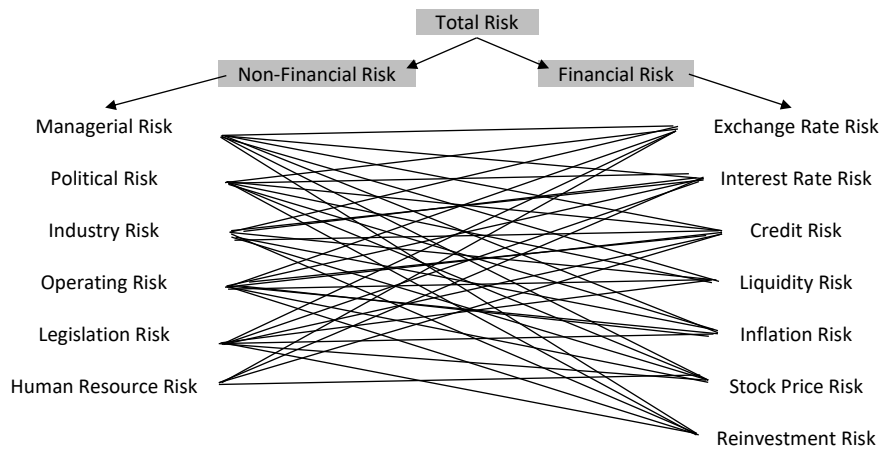 Total Risk
Non-Financial Risk
Financial Risk
Managerial Risk
Exchange Rate Risk
Political Risk
Interest Rate Risk
Industry Risk
Credit Risk
Operating Risk
Liquidity Risk
Legislation Risk
Inflation Risk
Human Resource Risk
Stock Price Risk
Reinvestment Risk